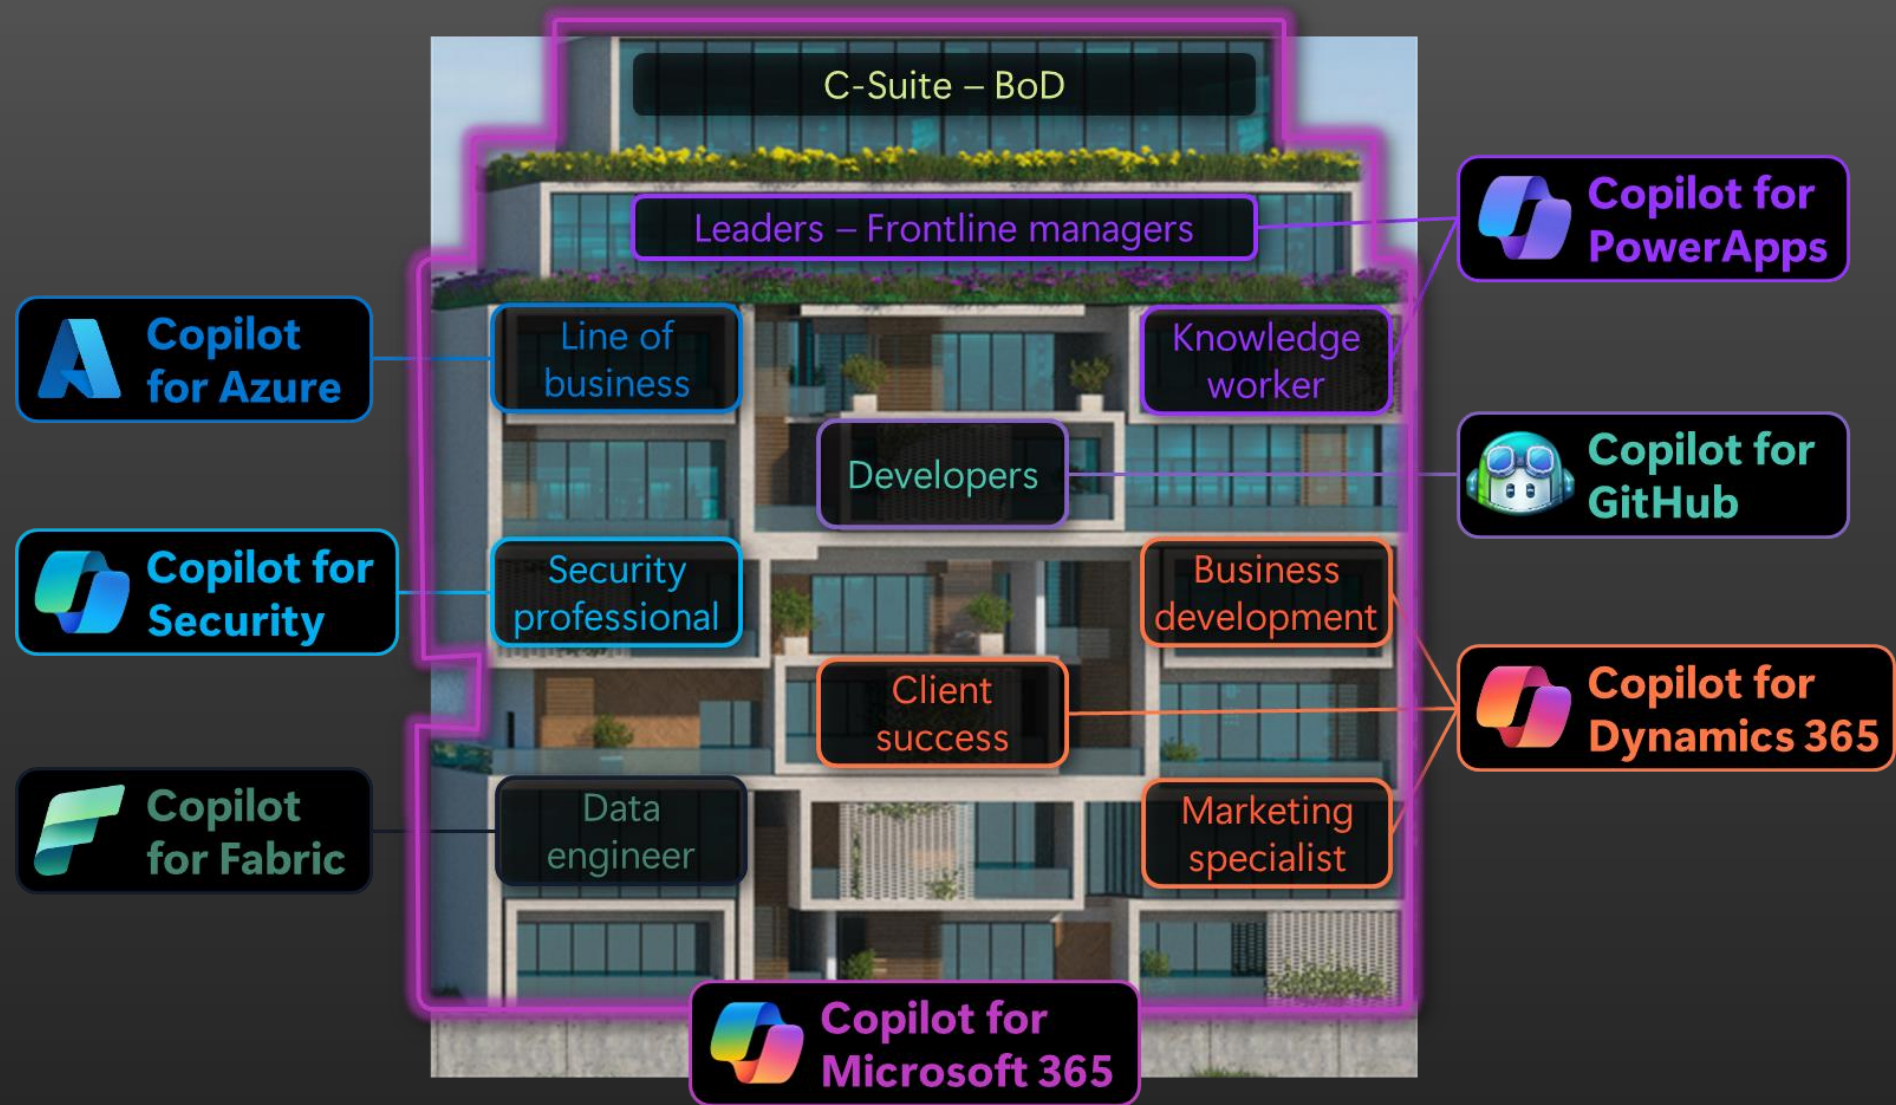 C-Suite – BoD
Leaders – Frontline managers
Copilot for
PowerApps
Copilot
for Azure
Line of
business
Knowledge
worker
Developers
Copilot for
GitHub
Copilot for
Security
Security
professional
Business
development
Client
success
Copilot for
Dynamics 365
Copilot
for Fabric
Data
engineer
Marketing
specialist
Copilot for
Microsoft 365